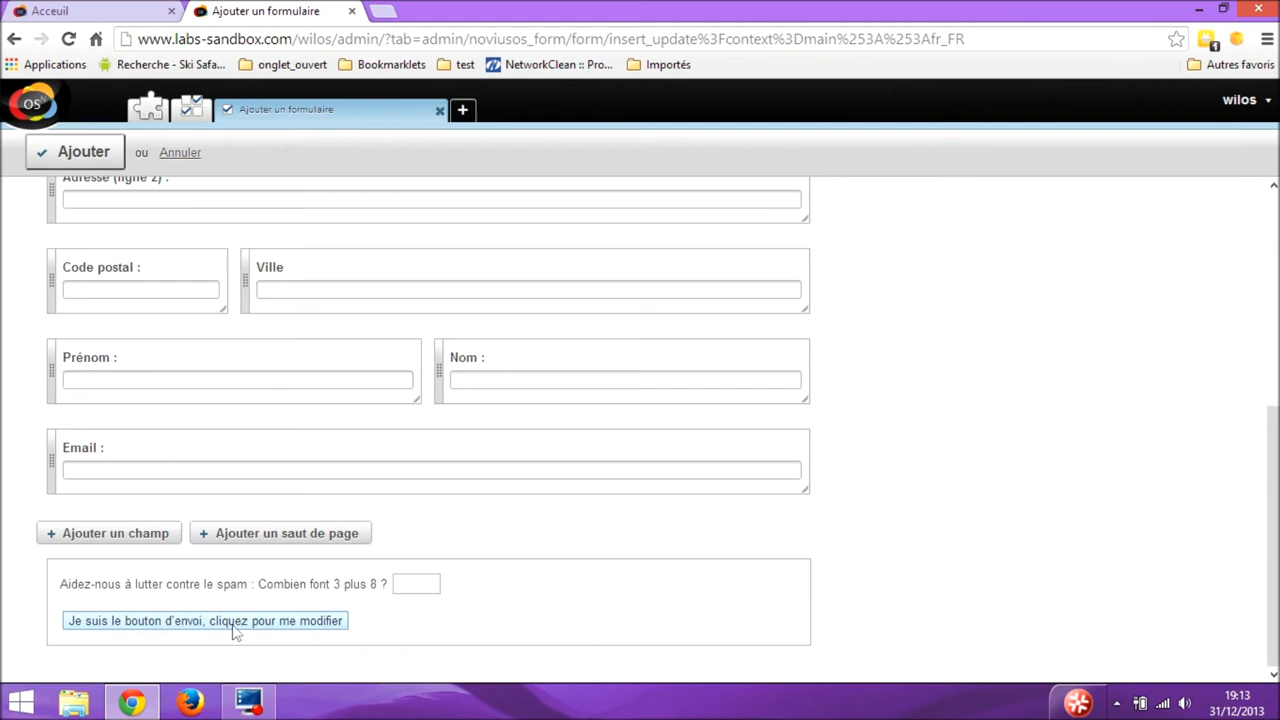 Acceuil
Ajouter un formulaire
www.labs-sandbox.com/wilos/admin/?tab=admin/noviusos_form/form/insert_update%3Fcontext%3Dmain%253A%253Afr_FR
1
Applications
Recherche - Ski Safa...
onglet_ouvert
Bookmarklets
test
NetworkClean :: Pro...
Importés
Autres favoris
OS
Ajouter un formulaire
wilos
Ajouter
ou
Annuler
Adresse (ligne 2) :
Code postal :
Ville
Prénom :
Nom :
Email :
Ajouter un champ
Ajouter un saut de page
Aidez-nous à lutter contre le spam : Combien font 3 plus 8 ?
Je suis le bouton d'envoi, cliquez pour me modifier
19:13
31/12/2013